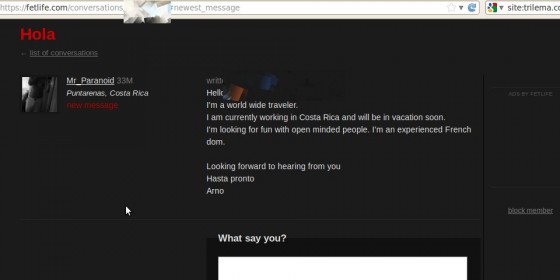 https://fetlife.com/conversations
#newest_message
site:trilema.co
Hola
← list of conversations
Mr_Paranoid 33M
Puntarenas, Costa Rica
new message
Hello
I'm a world wide traveler.
I am currently working in Costa Rica and will be in vacation soon.
I'm looking for fun with open minded people. I'm an experienced French
dom.
Looking forward to hearing from you
Hasta pronto
Arno
ADS BY FETLIFE
block member
What say you?